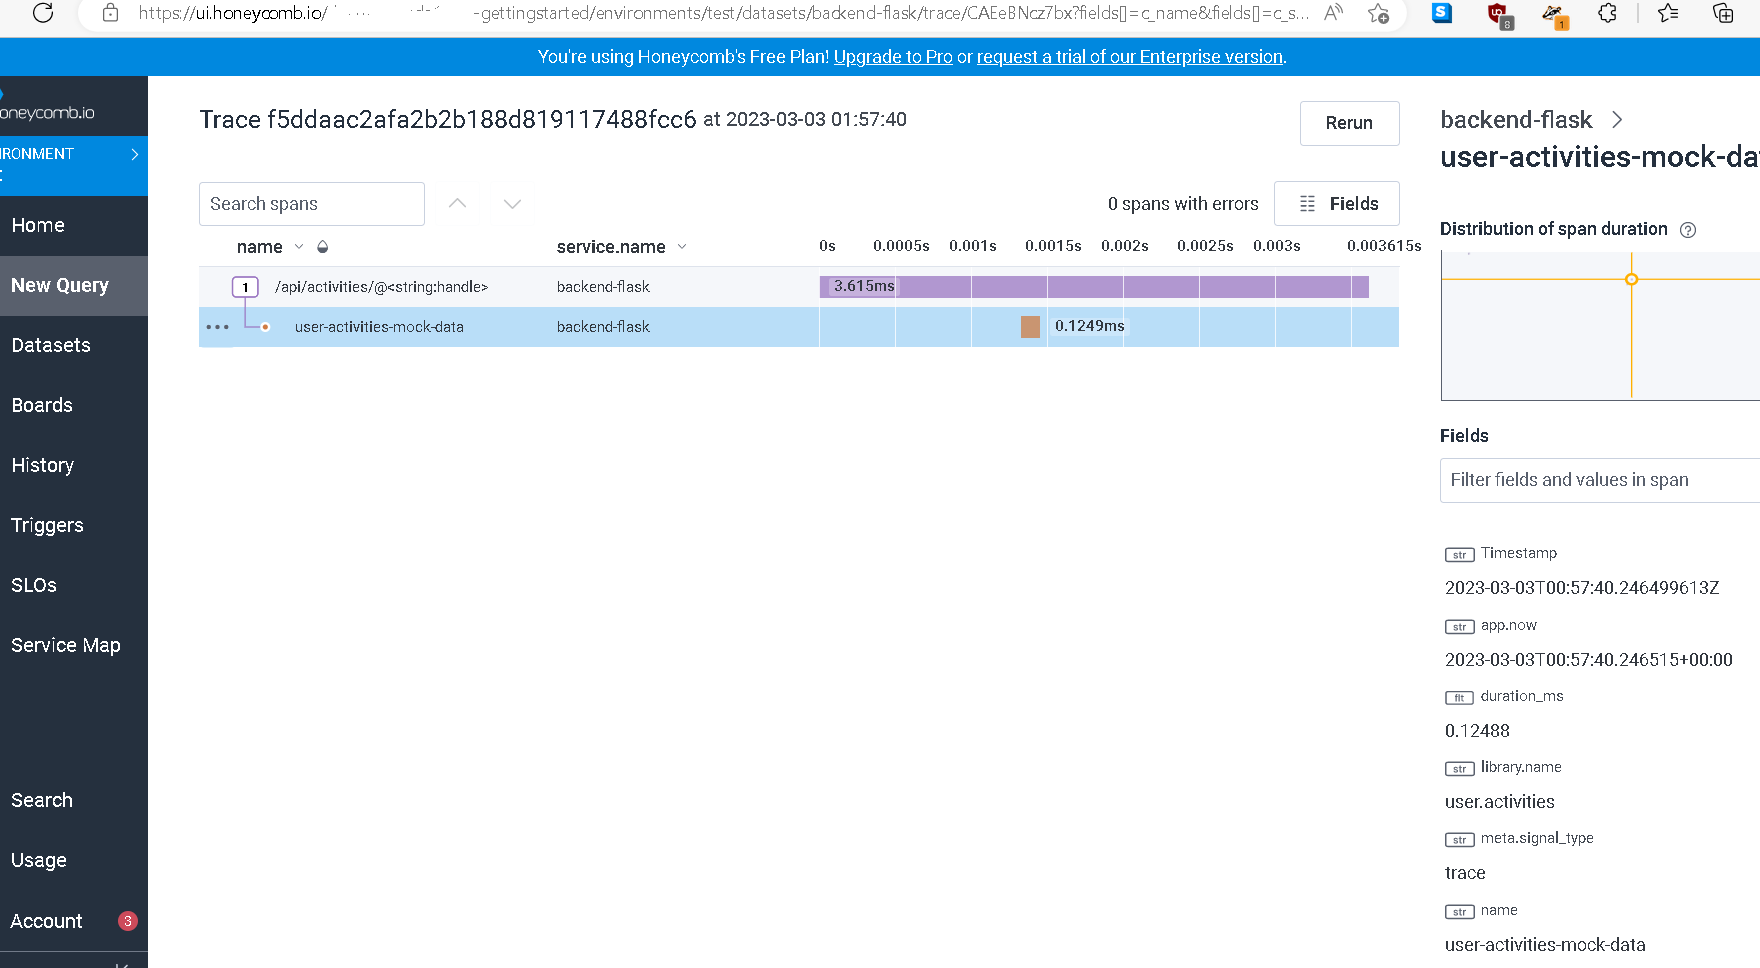 https://ui.honeycomb.io/
-gettingstarted/environments/test/datasets/backend-flask/trace/CAEeBNcz7bx?fields[]=c_name&fields[]=c_s...
8
1
You're using Honeycomb's Free Plan! Upgrade to Pro or request a trial of our Enterprise version.
oneycomb.io
IRONMENT
Home
New Query
Datasets
Boards
History
Triggers
SLOs
Service Map
Search
Usage
Account 3
Trace f5ddaac2afa2b2b188d819117488fcc6 at 2023-03-03 01:57:40
Rerun
Search spans
0 spans with errors
Fields
name service.name 0s 0.0005s 0.001s 0.0015s 0.002s 0.0025s 0.003s 0.003615s
1 /api/activities/@<string:handle> backend-flask 3.615ms
user-activities-mock-data backend-flask 0.1249ms
backend-flask
user-activities-mock-da
Distribution of span duration
Fields
Filter fields and values in span
str Timestamp
2023-03-03T00:57:40.246499613Z
str app.now
2023-03-03T00:57:40.246515+00:00
flt duration_ms
0.12488
str library.name
user.activities
str meta.signal_type
trace
str name
user-activities-mock-data